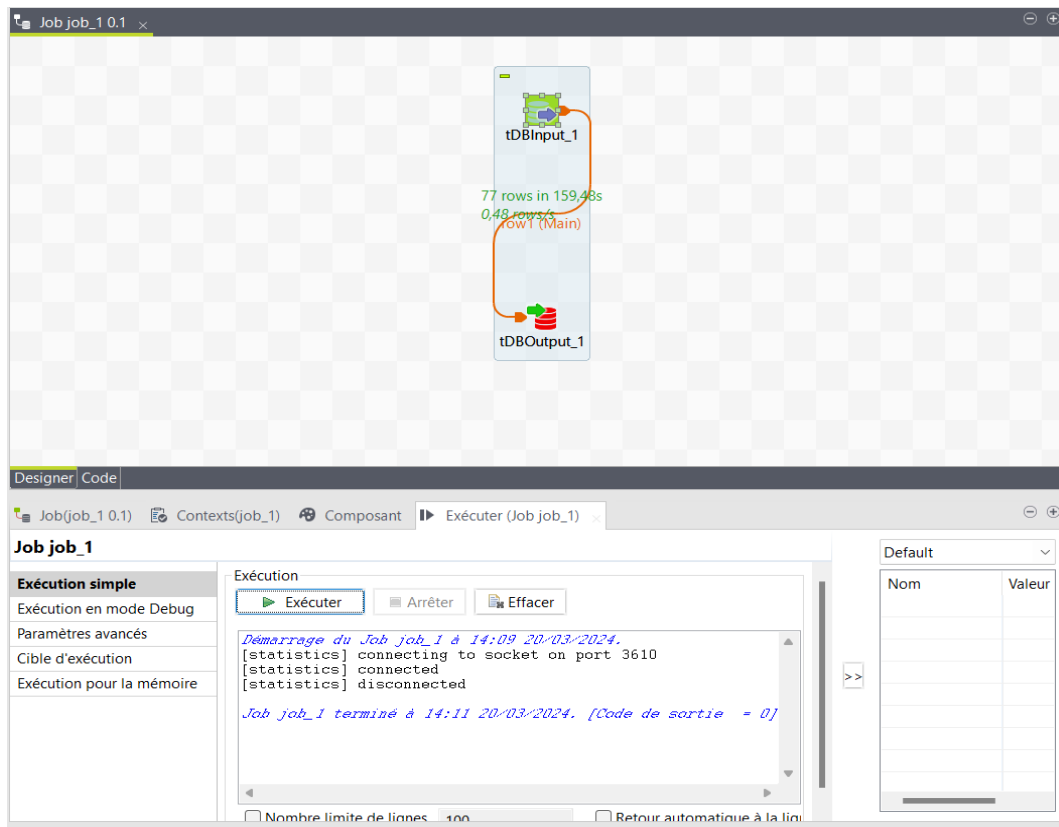 Job job_1 0.1
tDBInput_1
77 rows in 159,48s
0,48 rows/s
row1 (Main)
tDBOutput_1
Designer Code
Job(job_1 0.1) Contexts(job_1) Composant Exécuter (Job job_1)
Job job_1
Default
Exécution simple
Exécution en mode Debug
Paramètres avancés
Cible d'exécution
Exécution pour la mémoire
Exécution
Exécuter Arrêter Effacer
Démarrage du Job job_1 à 14:09 20/03/2024.
[statistics] connecting to socket on port 3610
[statistics] connected
[statistics] disconnected
Job job_1 terminé à 14:11 20/03/2024. [Code de sortie = 0]
Nombre limite de lignes 100 Retour automatique à la
>>
Nom Valeur